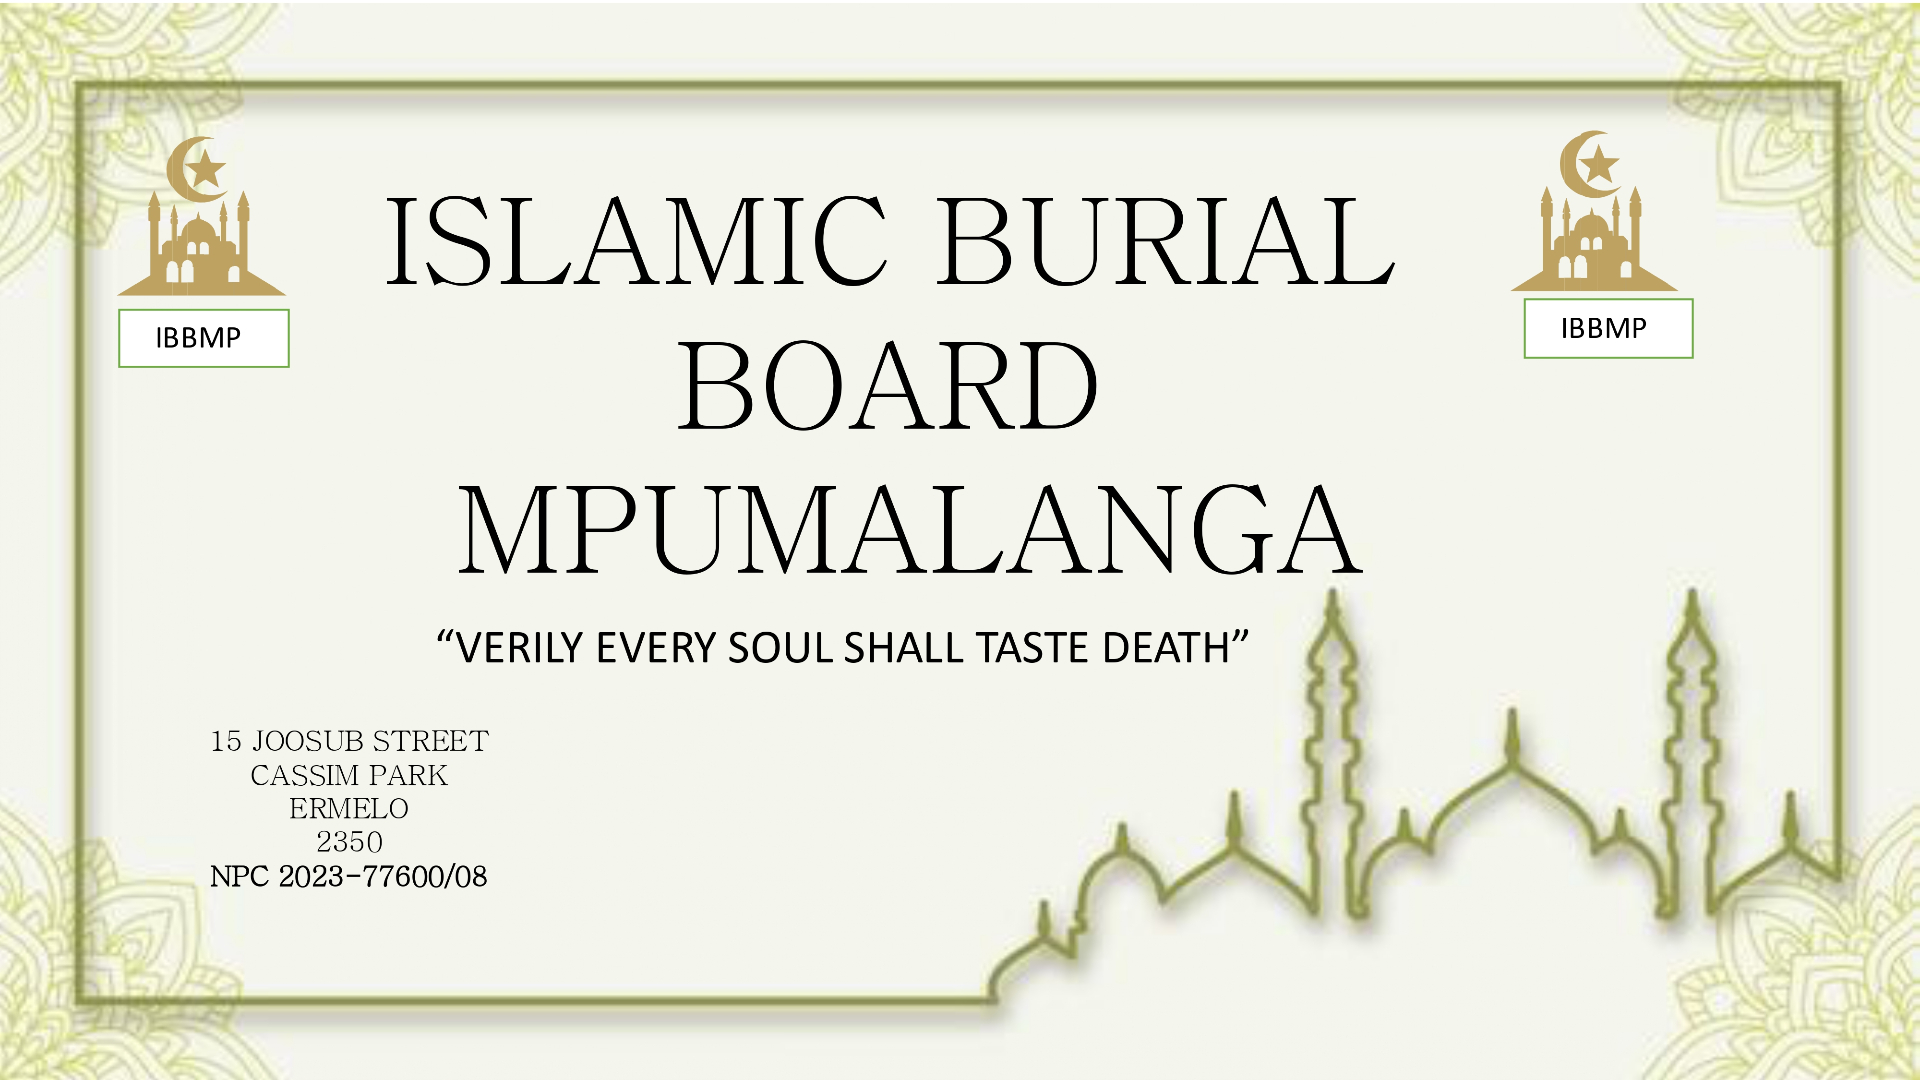 IBBMP
IBBMP
ISLAMIC BURIAL
BOARD
MPUMALANGA
“VERILY EVERY SOUL SHALL TASTE DEATH”
15 JOOSUB STREET
CASSIM PARK
ERMELO
2350
NPC 2023-77600/08